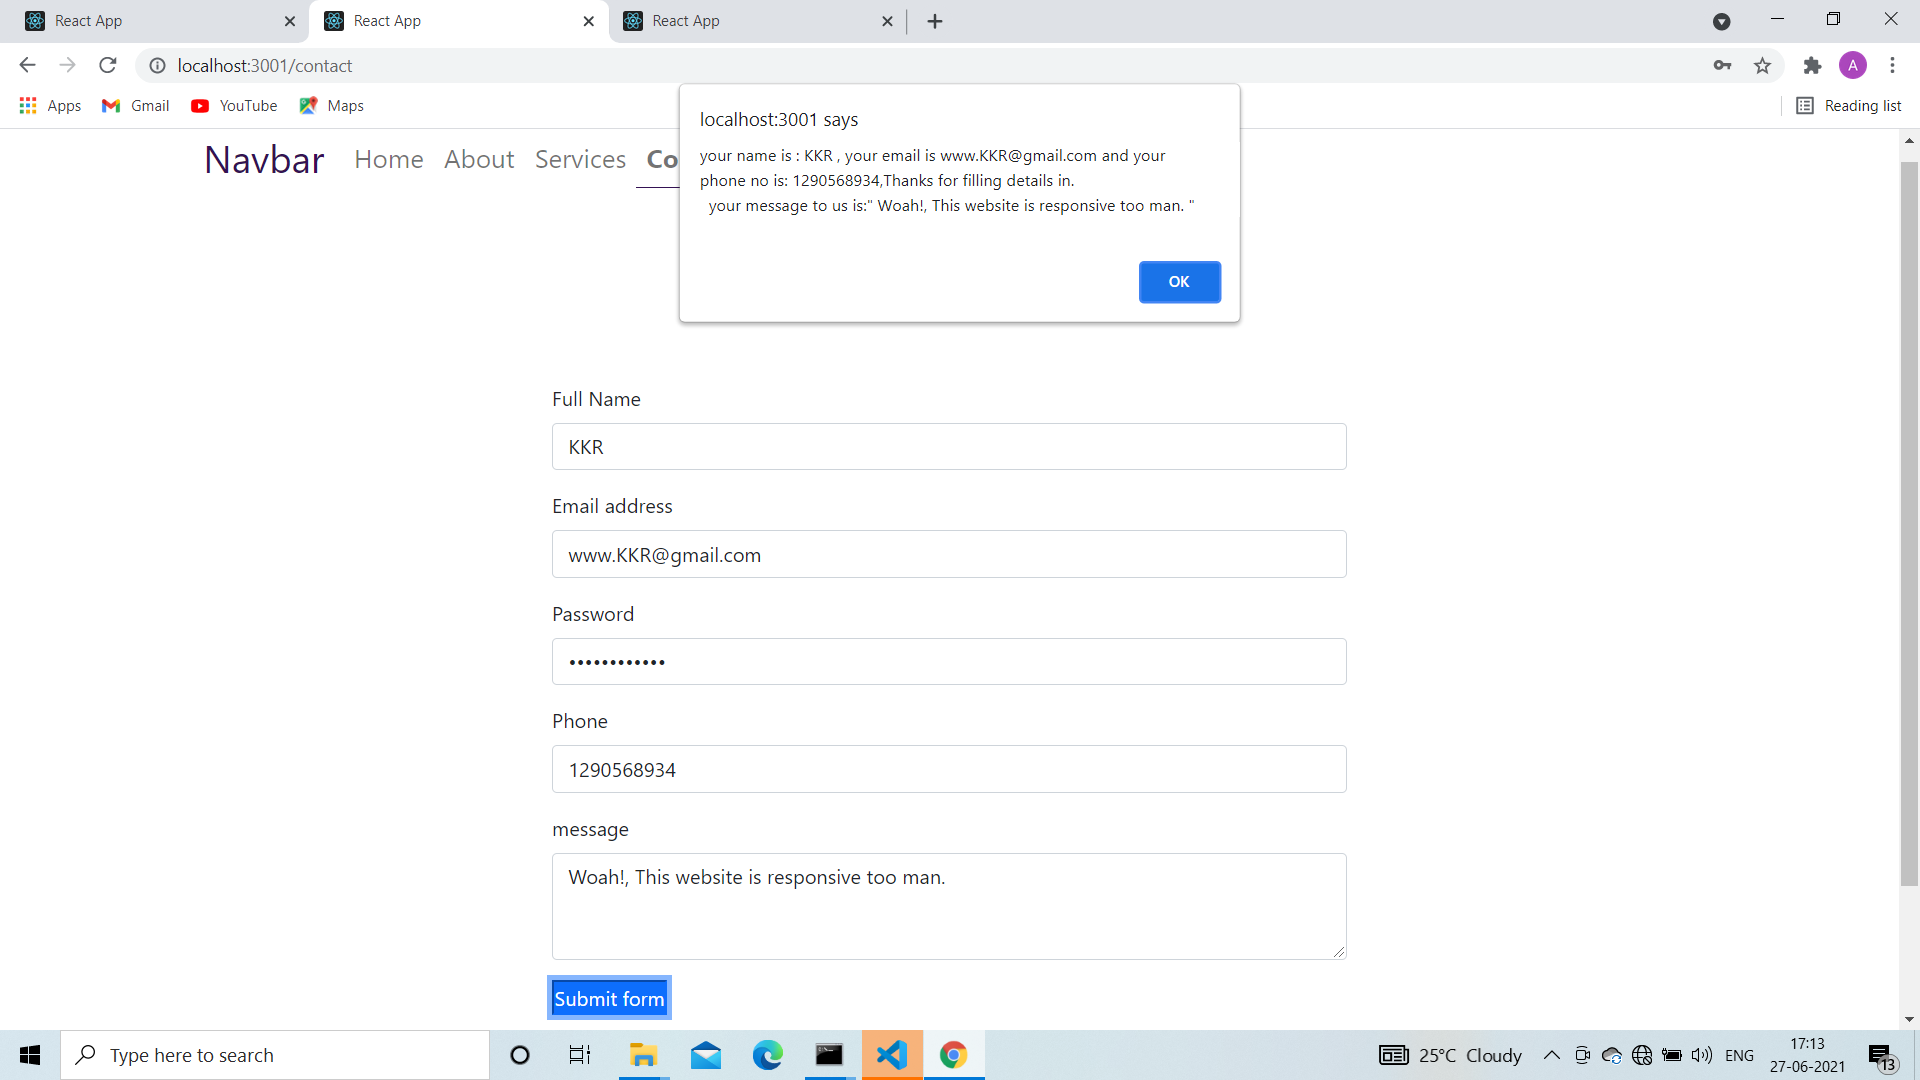 React App
React App
React App
localhost:3001/contact
A
Apps
Gmail
YouTube
Maps
Reading list
localhost:3001 says
your name is : KKR , your email is www.KKR@gmail.com and your
phone no is: 1290568934,Thanks for filling details in.
your message to us is:" Woah!, This website is responsive too man. "
OK
Navbar Home About Services Co
Full Name
KKR
Email address
www.KKR@gmail.com
Password
••••••••••••
Phone
1290568934
message
Woah!, This website is responsive too man.
Submit form
Type here to search
25°C Cloudy
ENG
17:13
27-06-2021
13